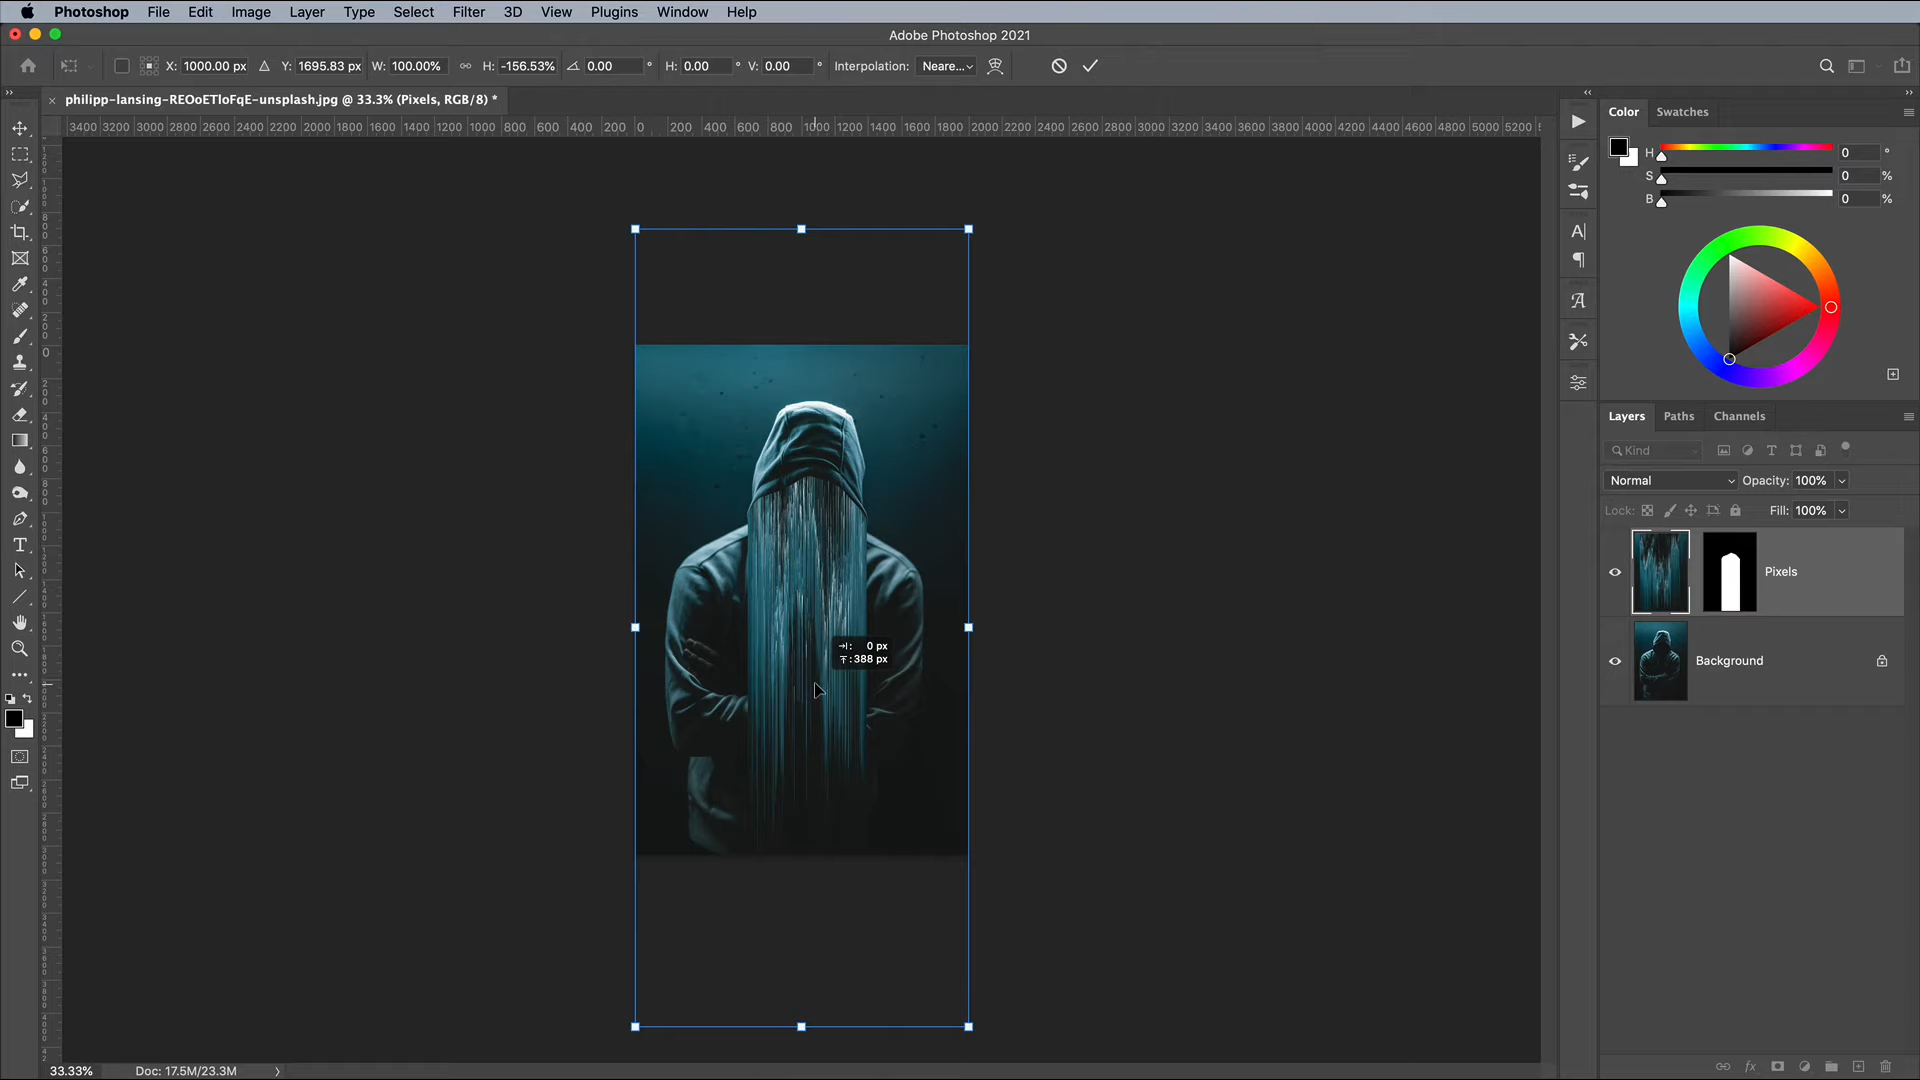 Photoshop File Edit Image Layer Type Select Filter 3D View Plugins Window Help
Adobe Photoshop 2021
X: 1000.00 px Y: 1695.83 px W: 100.00% H: -156.53% 0.00 ° H: 0.00 ° V: 0.00 ° Interpolation: Neare...
philipp-lansing-REOoETloFqE-unsplash.jpg @ 33.3% (Pixels, RGB/8) *
3400 3200 3000 2800 2600 2400 2200 2000 1800 1600 1400 1200 1000 800 600 400 200 0 200 400 600 800 1000 1200 1400 1600 1800 2000 2200 2400 2600 2800 3000 3200 3400 3600 3800 4000 4200 4400 4600 4800 5000 5200
Color Swatches
H 0 °
S 0 %
B 0 %
Layers Paths Channels
Kind
Normal Opacity: 100%
Lock: Fill: 100%
Pixels
Background
0 px
388 px
33.33% Doc: 17.5M/23.3M